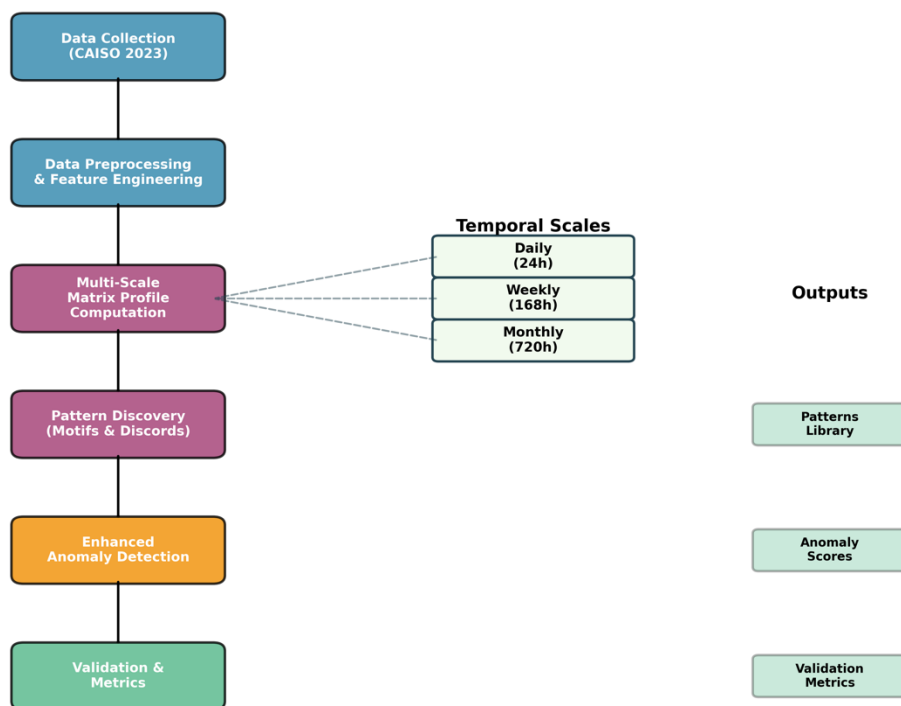 Data Collection
(CAISO 2023)
Data Preprocessing
& Feature Engineering
Temporal Scales
Daily
(24h)
Multi-Scale
Matrix Profile
Computation
Weekly
(168h)
Outputs
Monthly
(720h)
Pattern Discovery
(Motifs & Discords)
Patterns
Library
Enhanced
Anomaly Detection
Anomaly
Scores
Validation &
Metrics
Validation
Metrics